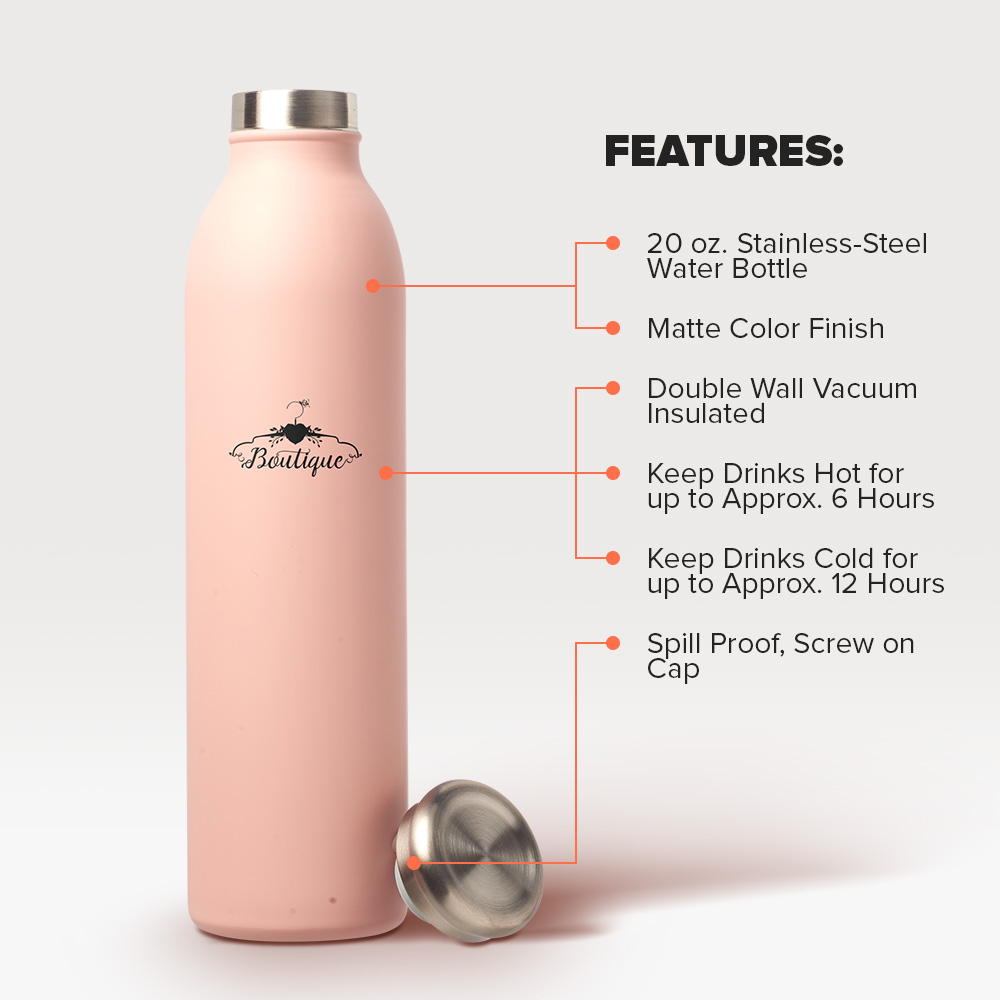 FEATURES:
20 oz. Stainless-Steel
Water Bottle
Matte Color Finish
Double Wall Vacuum
Insulated
Boutique
Keep Drinks Hot for
up to Approx. 6 Hours
Keep Drinks Cold for
up to Approx. 12 Hours
Spill Proof, Screw on
Cap